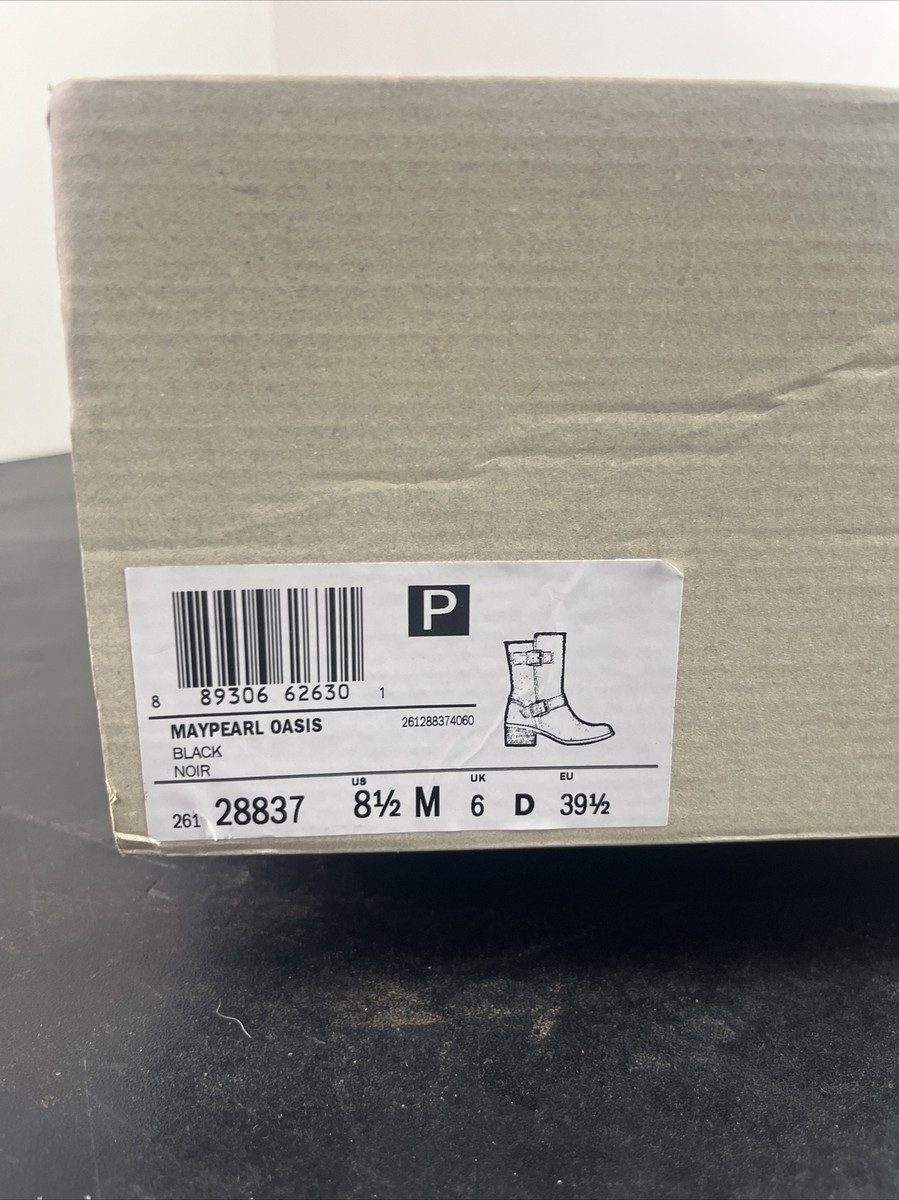 P
8 89306 62630 1
MAYPEARL OASIS 261288374060
BLACK
NOIR
US UK EU
261 28837 8½ M 6 D 39½